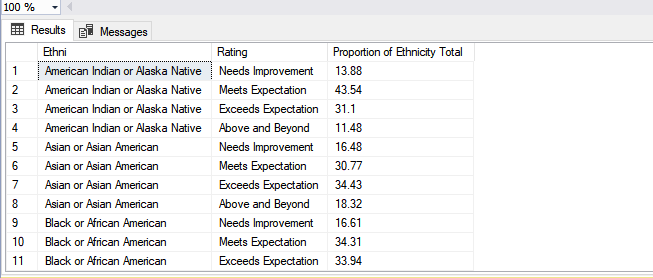 100 %
Results Messages
Ethni Rating Proportion of Ethnicity Total
1 American Indian or Alaska Native Needs Improvement 13.88
2 American Indian or Alaska Native Meets Expectation 43.54
3 American Indian or Alaska Native Exceeds Expectation 31.1
4 American Indian or Alaska Native Above and Beyond 11.48
5 Asian or Asian American Needs Improvement 16.48
6 Asian or Asian American Meets Expectation 30.77
7 Asian or Asian American Exceeds Expectation 34.43
8 Asian or Asian American Above and Beyond 18.32
9 Black or African American Needs Improvement 16.61
10 Black or African American Meets Expectation 34.31
11 Black or African American Exceeds Expectation 33.94